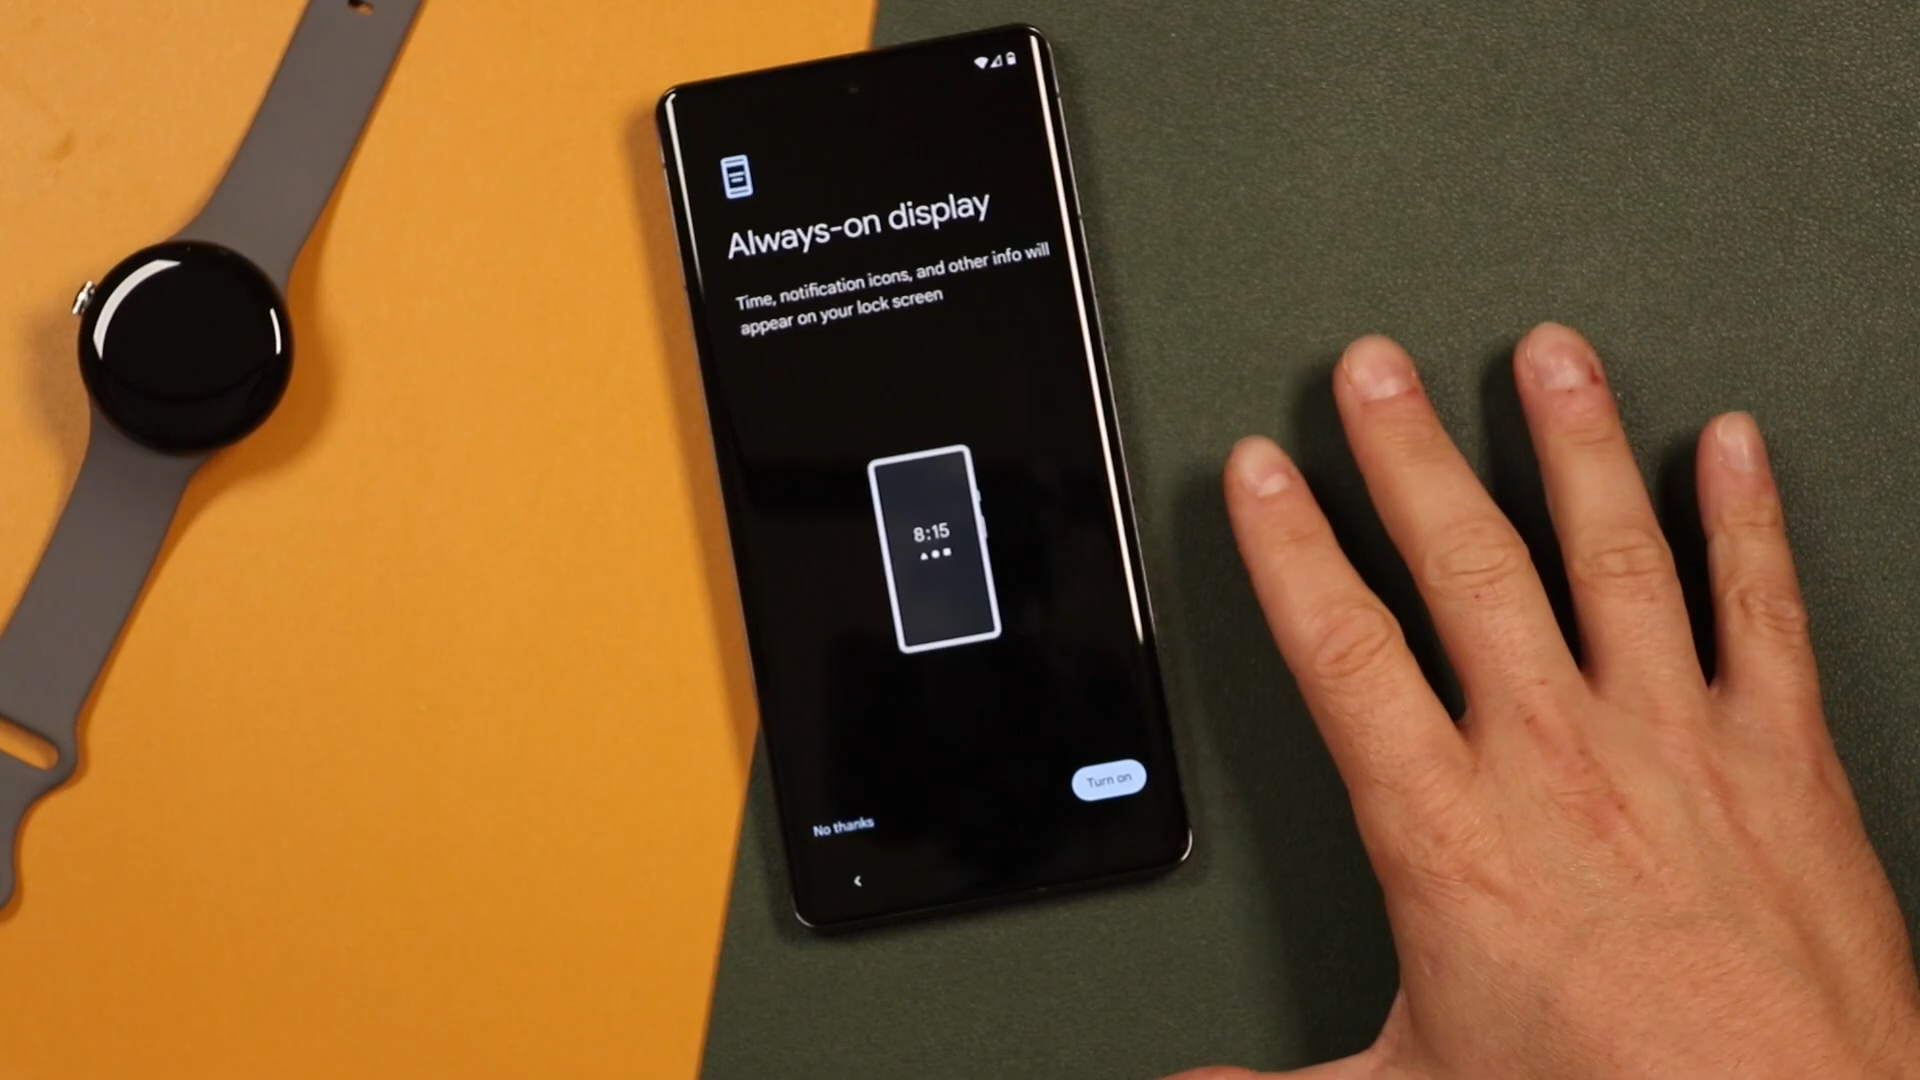 Always-on display
Time, notification icons, and other info will
appear on your lock screen
8:15
Turn on
No thanks